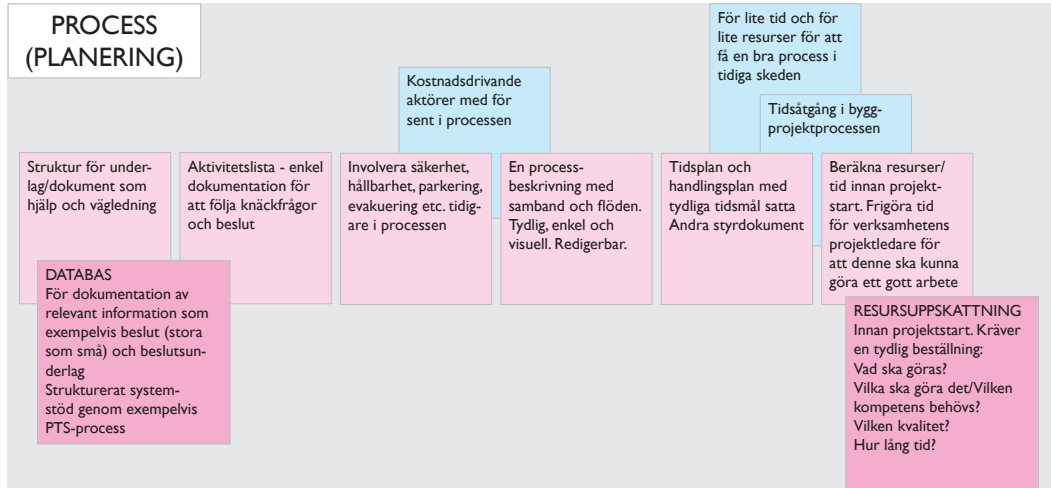 PROCESS
(PLANERING)
För lite tid och för
lite resurser för att
få en bra process i
tidiga skeden
Kostnadsdrivande
aktörer med för
sent i processen
Tidsåtgång i bygg-
projektprocessen
Struktur för under-
lag/dokument som
hjälp och vägledning
Aktivitetslista - enkel
dokumentation för
att följa knäckfrågor
och beslut
Involvera säkerhet,
hållbarhet, parkering,
evakuering etc. tidig-
are i processen
En process-
beskrivning med
samband och flöden.
Tydlig, enkel och
visuell. Redigerbar.
Tidsplan och
handlingsplan med
tydliga tidsmål satta
Andra styrdokument
Beräkna resurser/
tid innan projekt-
start. Frigöra tid
för verksamhetens
projektledare för
att denne ska kunna
göra ett gott arbete
DATABAS
För dokumentation av
relevant information som
exempelvis beslut (stora
som små) och beslutsun-
derlag
Strukturerat system-
stöd genom exempelvis
PTS-process
RESURSUPPSKATTNING
Innan projektstart. Kräver
en tydlig beställning:
Vad ska göras?
Vilka ska göra det/Vilken
kompetens behövs?
Vilken kvalitet?
Hur lång tid?